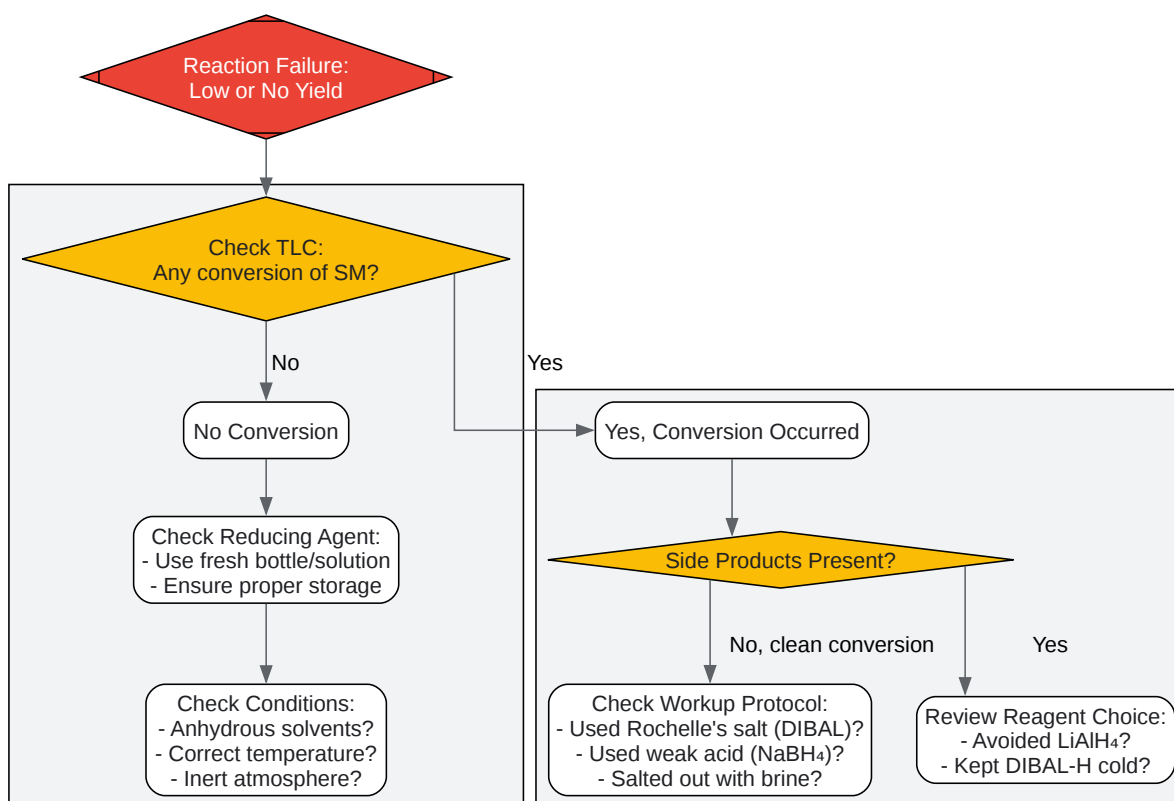 Reaction Failure:
Low or No Yield
Check TLC:
Any conversion of SM?
No
Yes
No Conversion
Yes, Conversion Occurred
Check Reducing Agent:
- Use fresh bottle/solution
- Ensure proper storage
Side Products Present?
No, clean conversion
Yes
Check Conditions:
- Anhydrous solvents?
- Correct temperature?
- Inert atmosphere?
Check Workup Protocol:
- Used Rochelle's salt (DIBAL)?
- Used weak acid (NaBH₄)?
- Salted out with brine?
Review Reagent Choice:
- Avoided LiAlH₄?
- Kept DIBAL-H cold?